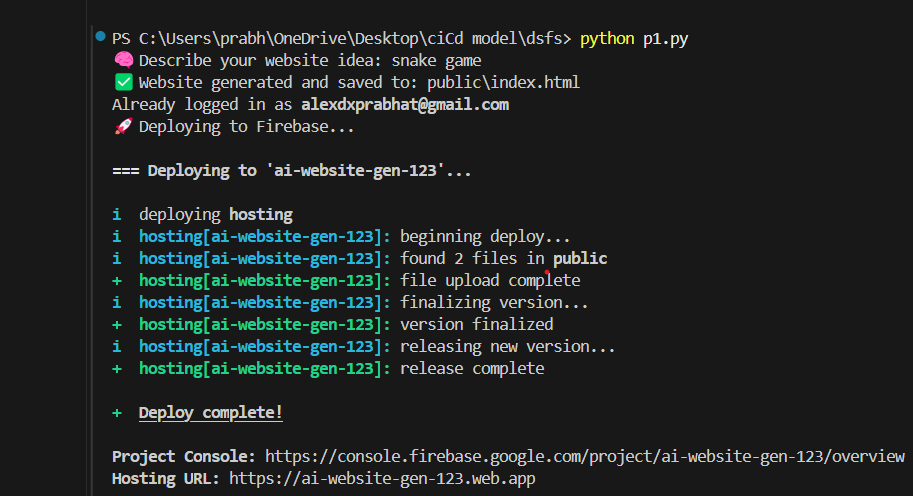 PS C:\Users\prabh\OneDrive\Desktop\ciCd model\dsfs> python p1.py
🧠 Describe your website idea: snake game
✅ Website generated and saved to: public\index.html
Already logged in as alexdxprabhat@gmail.com
🚀 Deploying to Firebase...
=== Deploying to 'ai-website-gen-123'...
i deploying hosting
i hosting[ai-website-gen-123]: beginning deploy...
i hosting[ai-website-gen-123]: found 2 files in public
+ hosting[ai-website-gen-123]: file upload complete
i hosting[ai-website-gen-123]: finalizing version...
+ hosting[ai-website-gen-123]: version finalized
i hosting[ai-website-gen-123]: releasing new version...
+ hosting[ai-website-gen-123]: release complete
+ Deploy complete!
Project Console: https://console.firebase.google.com/project/ai-website-gen-123/overview
Hosting URL: https://ai-website-gen-123.web.app